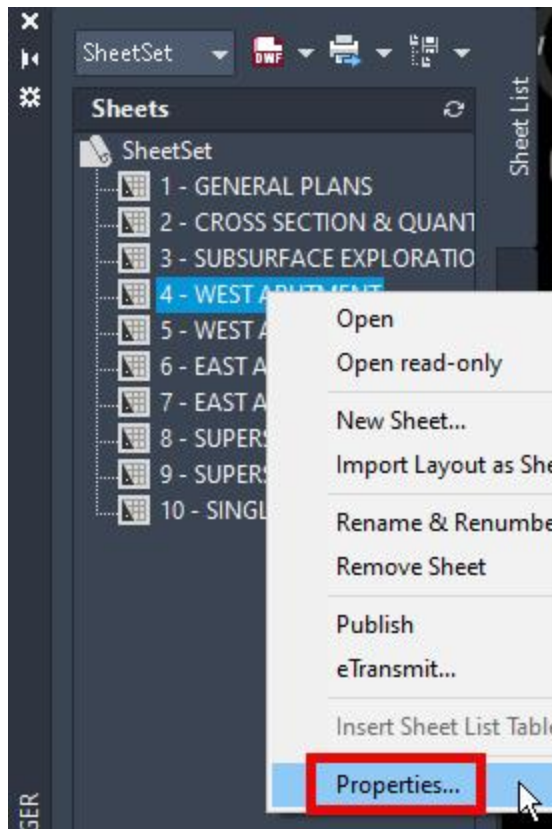 SheetSet
DWF
Sheet List
Sheets
SheetSet
1 - GENERAL PLANS
2 - CROSS SECTION & QUANT
3 - SUBSURFACE EXPLORATIO
4 - WEST ABUTMENT
5 - WEST A
6 - EAST A
7 - EAST A
8 - SUPERS
9 - SUPERS
10 - SINGL
Open
Open read-only
New Sheet...
Import Layout as She
Rename & Renumbe
Remove Sheet
Publish
eTransmit...
Insert Sheet List Table
Properties...
GER